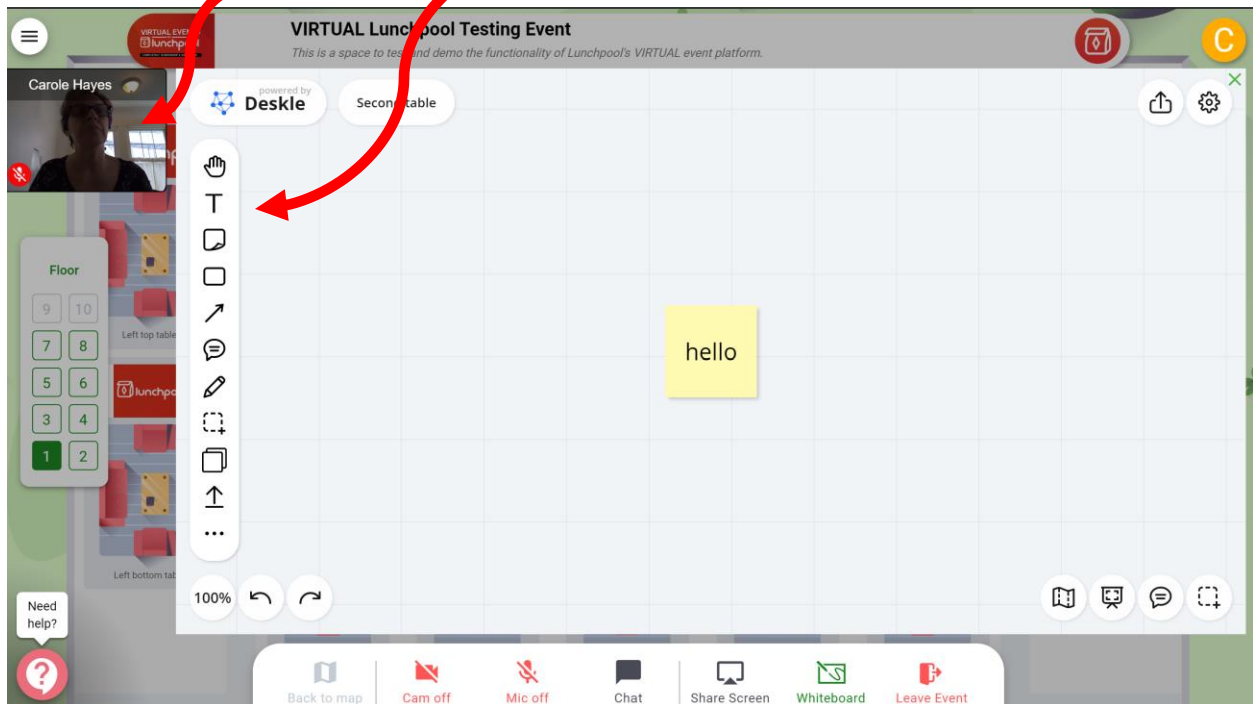 VIRTUAL Lunchpool Testing Event
This is a space to test and demo the functionality of Lunchpool's VIRTUAL event platform.
C
Carole Hayes
powered by
Deskle
Second table
T
Floor
9 10
7 8
5 6
3 4
1 2
Left top table
hello
Left bottom
100%
Need
help?
?
Back to map
Cam off
Mic off
Chat
Share Screen
Whiteboard
Leave Event